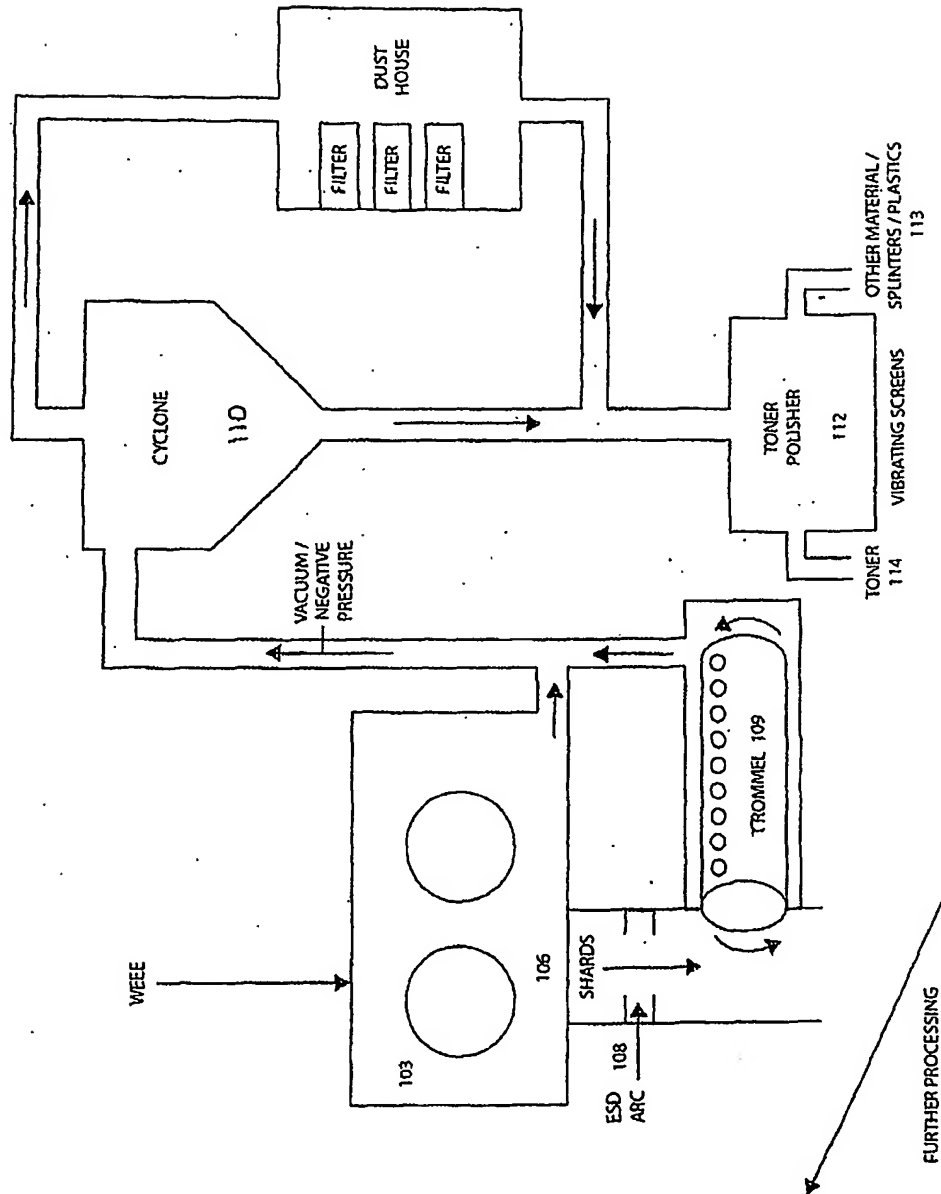 WEEE
CYCLONE
110
VACUUM /
NEGATIVE
PRESSURE
DUST
HOUSE
FILTER
FILTER
FILTER
103
106
SHARDS
ESD 108
ARC
TROMMEL 109
TONER
POLISHER
112
TONER
114
VIBRATING SCREENS
OTHER MATERIAL /
SPLINTERS / PLASTICS
113
FURTHER PROCESSING